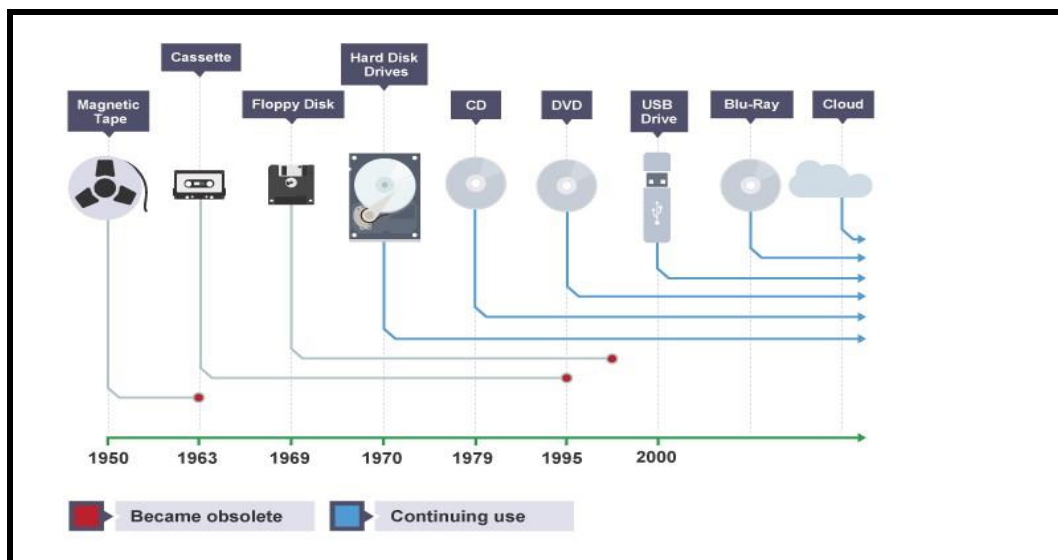 Cassette
Hard Disk
Drives
Magnetic
Tape
Floppy Disk
CD
DVD
USB
Drive
Blu-Ray
Cloud
1950
1963
1969
1970
1979
1995
2000
Became obsolete
Continuing use